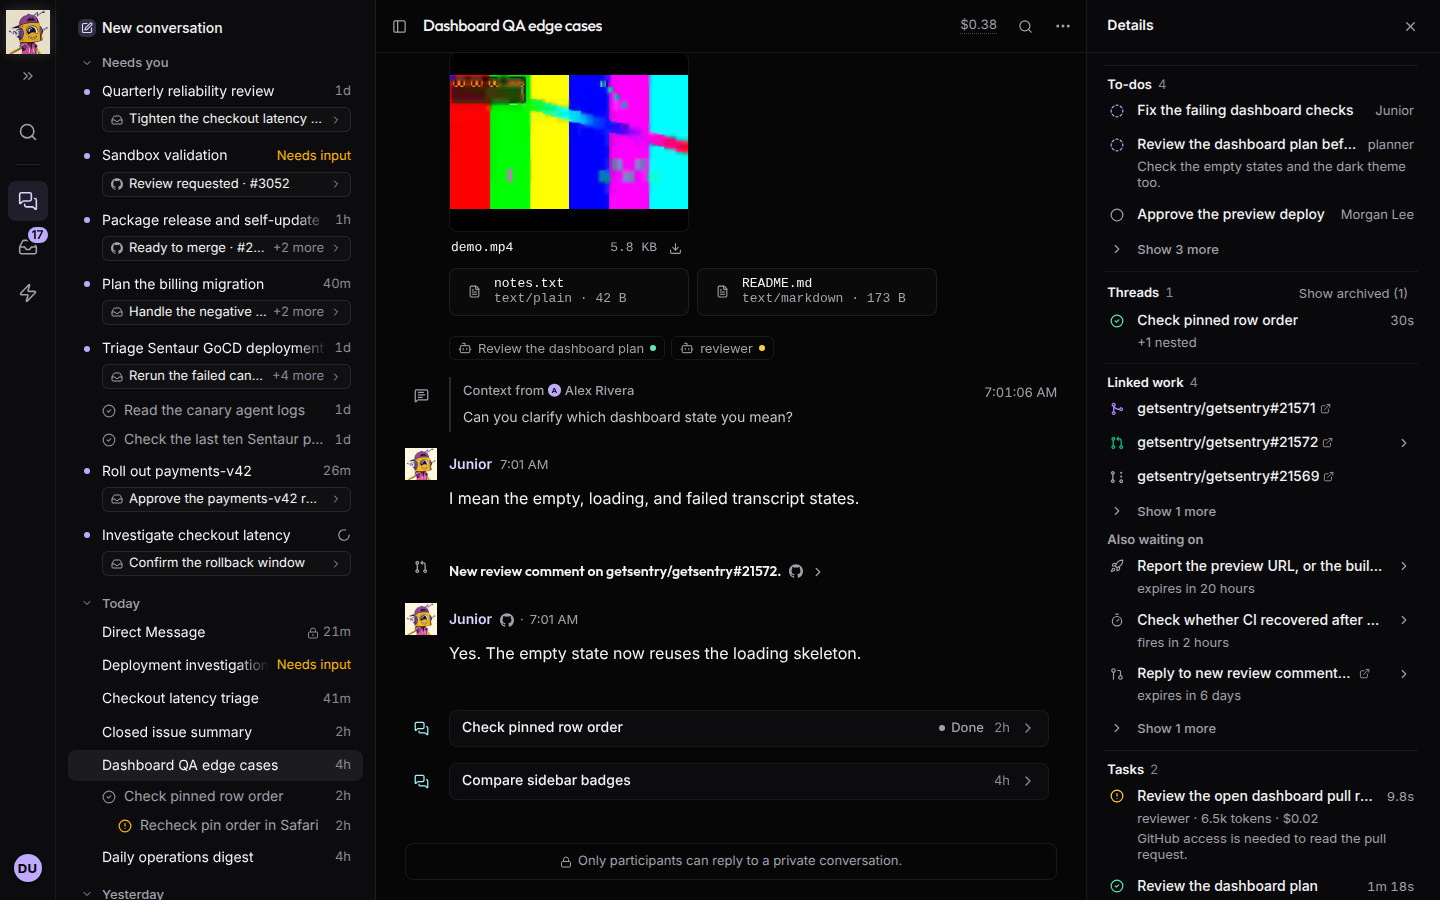 New conversation
Needs you
Quarterly reliability review 1d
Tighten the checkout latency ...
Sandbox validation Needs input
Review requested · #3052
Package release and self-update 1h
Ready to merge · #2... +2 more
17
Plan the billing migration 40m
Handle the negative ... +2 more
Triage Sentaur GoCD deployment 1d
Rerun the failed can... +4 more
Read the canary agent logs 1d
Check the last ten Sentaur p... 1d
Roll out payments-v42 26m
Approve the payments-v42 r...
Investigate checkout latency
Confirm the rollback window
Today
Direct Message 21m
Deployment investigation Needs input
Checkout latency triage 41m
Closed issue summary 2h
Dashboard QA edge cases 4h
Check pinned row order 2h
Recheck pin order in Safari 2h
Daily operations digest 4h
Yesterday
DU
Dashboard QA edge cases $0.38
demo.mp4 5.8 KB
notes.txt
text/plain · 42 B
README.md
text/markdown · 173 B
Review the dashboard plan
reviewer
Context from A Alex Rivera 7:01:06 AM
Can you clarify which dashboard state you mean?
Junior 7:01 AM
I mean the empty, loading, and failed transcript states.
New review comment on getsentry/getsentry#21572.
Junior · 7:01 AM
Yes. The empty state now reuses the loading skeleton.
Check pinned row order Done 2h
Compare sidebar badges 4h
Only participants can reply to a private conversation.
Details
To-dos 4
Fix the failing dashboard checks Junior
Review the dashboard plan bef... planner
Check the empty states and the dark theme
too.
Approve the preview deploy Morgan Lee
Show 3 more
Threads 1 Show archived (1)
Check pinned row order 30s
+1 nested
Linked work 4
getsentry/getsentry#21571
getsentry/getsentry#21572
getsentry/getsentry#21569
Show 1 more
Also waiting on
Report the preview URL, or the buil...
expires in 20 hours
Check whether CI recovered after ...
fires in 2 hours
Reply to new review comment...
expires in 6 days
Show 1 more
Tasks 2
Review the open dashboard pull r... 9.8s
reviewer · 6.5k tokens · $0.02
GitHub access is needed to read the pull
request.
Review the dashboard plan 1m 18s